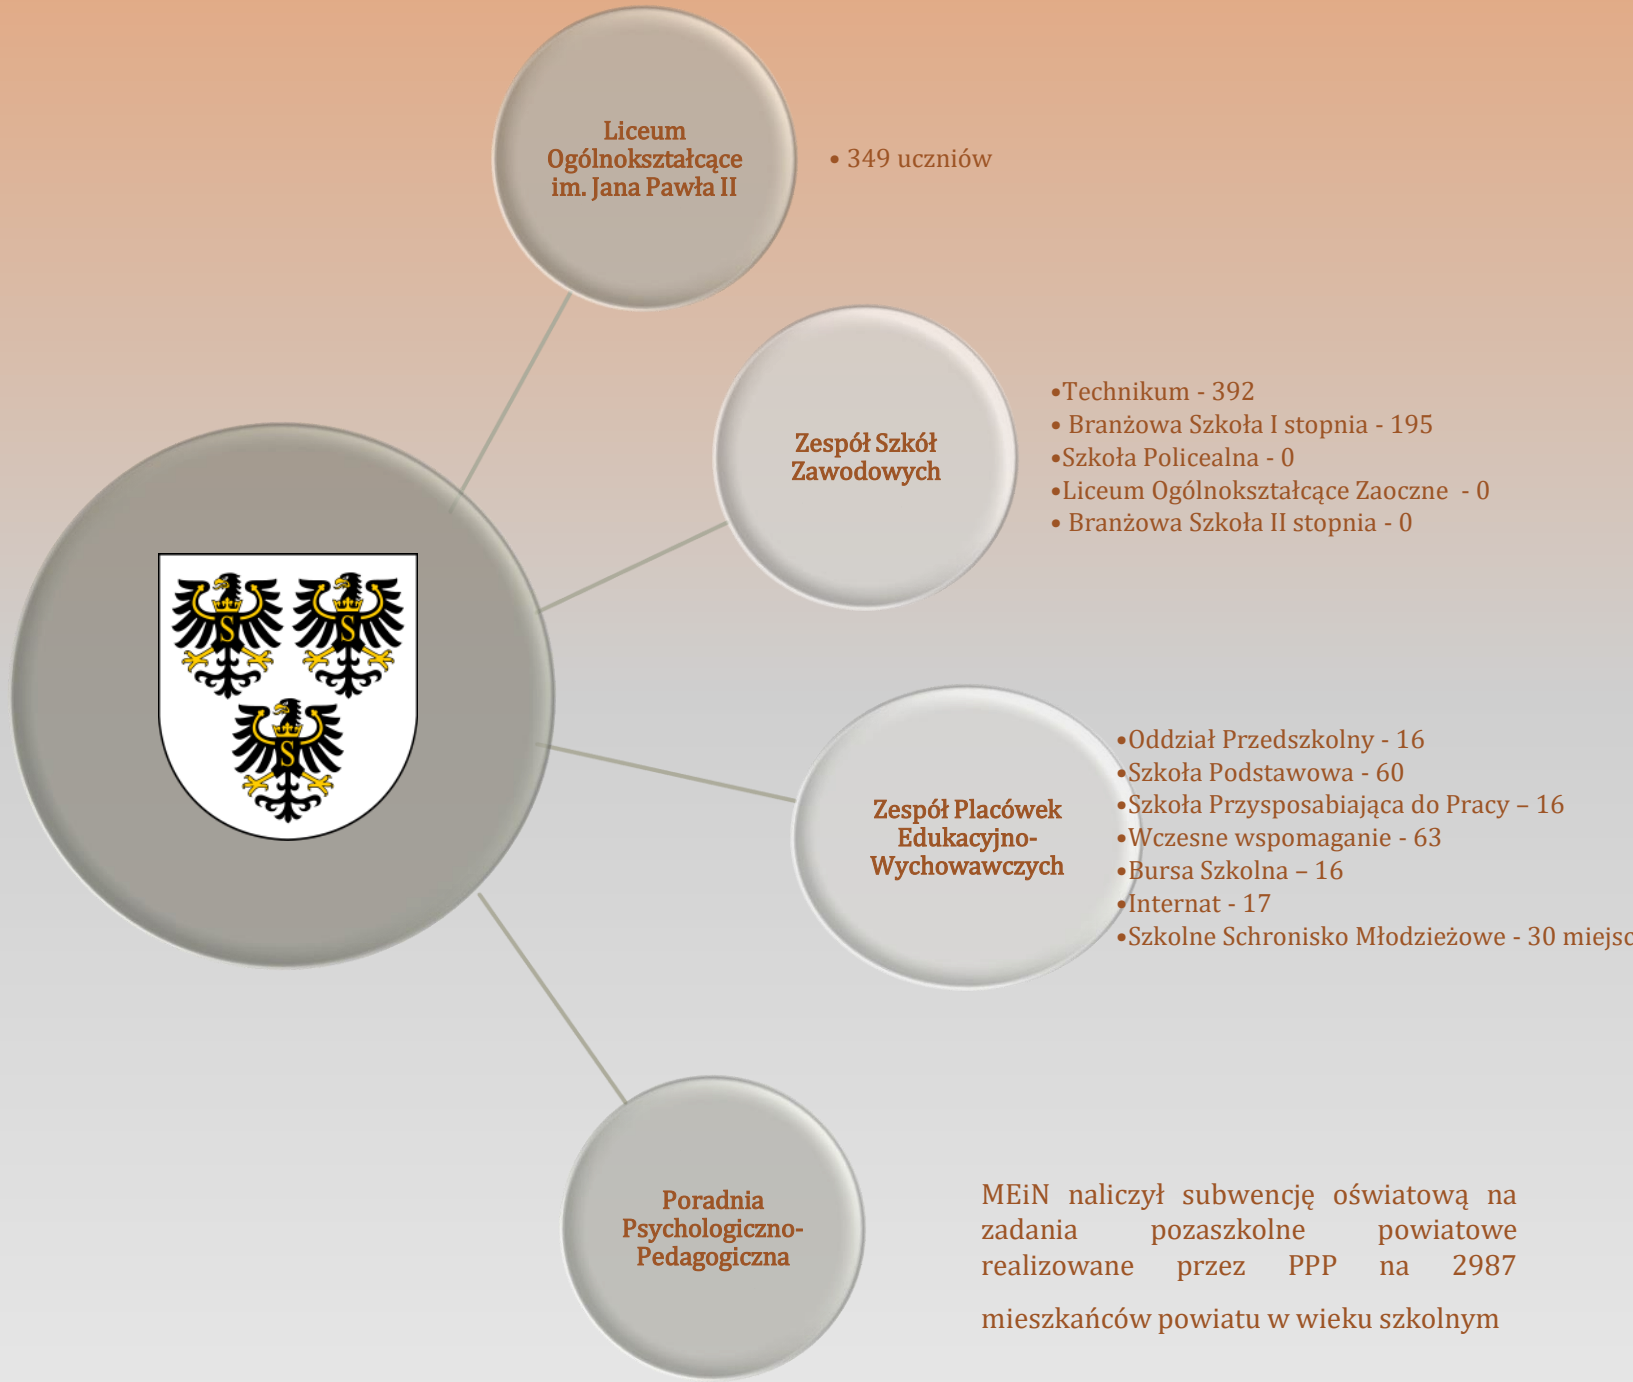 Liceum
Ogólnokształcące
im. Jana Pawła II
• 349 uczniów
Zespół Szkół
Zawodowych
•Technikum - 392
• Branżowa Szkoła I stopnia - 195
•Szkoła Policealna - 0
•Liceum Ogólnokształcące Zaoczne - 0
• Branżowa Szkoła II stopnia - 0
S S
S
Zespół Placówek
Edukacyjno-
Wychowawczych
•Oddział Przedszkolny - 16
•Szkoła Podstawowa - 60
•Szkoła Przysposabiająca do Pracy – 16
•Wczesne wspomaganie - 63
•Bursa Szkolna – 16
•Internat - 17
•Szkolne Schronisko Młodzieżowe - 30 miejsc
Poradnia
Psychologiczno-
Pedagogiczna
MEiN naliczył subwencję oświatową na
zadania pozaszkolne powiatowe
realizowane przez PPP na 2987
mieszkańców powiatu w wieku szkolnym